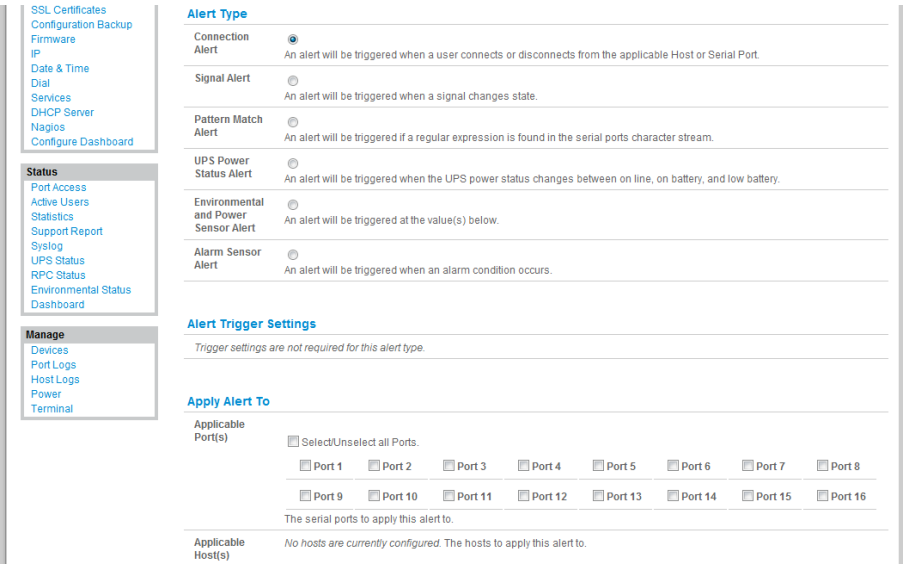 SSL Certificates
Configuration Backup
Firmware
IP
Date & Time
Dial
Services
DHCP Server
Nagios
Configure Dashboard
Status
Port Access
Active Users
Statistics
Support Report
Syslog
UPS Status
RPC Status
Environmental Status
Dashboard
Manage
Devices
Port Logs
Host Logs
Power
Terminal
Alert Type
Connection
Alert
An alert will be triggered when a user connects or disconnects from the applicable Host or Serial Port.
Signal Alert
An alert will be triggered when a signal changes state.
Pattern Match
Alert
An alert will be triggered if a regular expression is found in the serial ports character stream.
UPS Power
Status Alert
An alert will be triggered when the UPS power status changes between on line, on battery, and low battery.
Environmental
and Power
Sensor Alert
An alert will be triggered at the value(s) below.
Alarm Sensor
Alert
An alert will be triggered when an alarm condition occurs.
Alert Trigger Settings
Trigger settings are not required for this alert type.
Apply Alert To
Applicable
Port(s)
Select/Unselect all Ports.
Port 1 Port 2 Port 3 Port 4 Port 5 Port 6 Port 7 Port 8
Port 9 Port 10 Port 11 Port 12 Port 13 Port 14 Port 15 Port 16
The serial ports to apply this alert to.
Applicable
Host(s)
No hosts are currently configured. The hosts to apply this alert to.